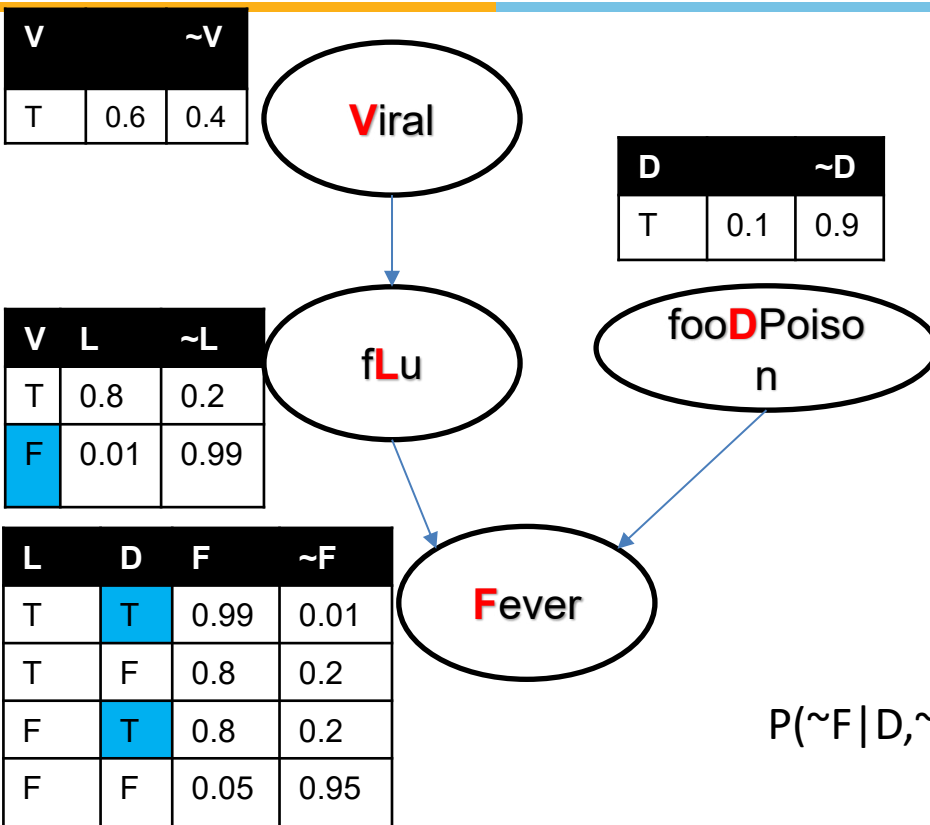 V ~V
T 0.6 0.4
Viral
D ~D
T 0.1 0.9
fooDPoiso
n
V L ~L
T 0.8 0.2
F 0.01 0.99
fLu
L D F ~F
T T 0.99 0.01
T F 0.8 0.2
F T 0.8 0.2
F F 0.05 0.95
Fever
P(~F|D,~